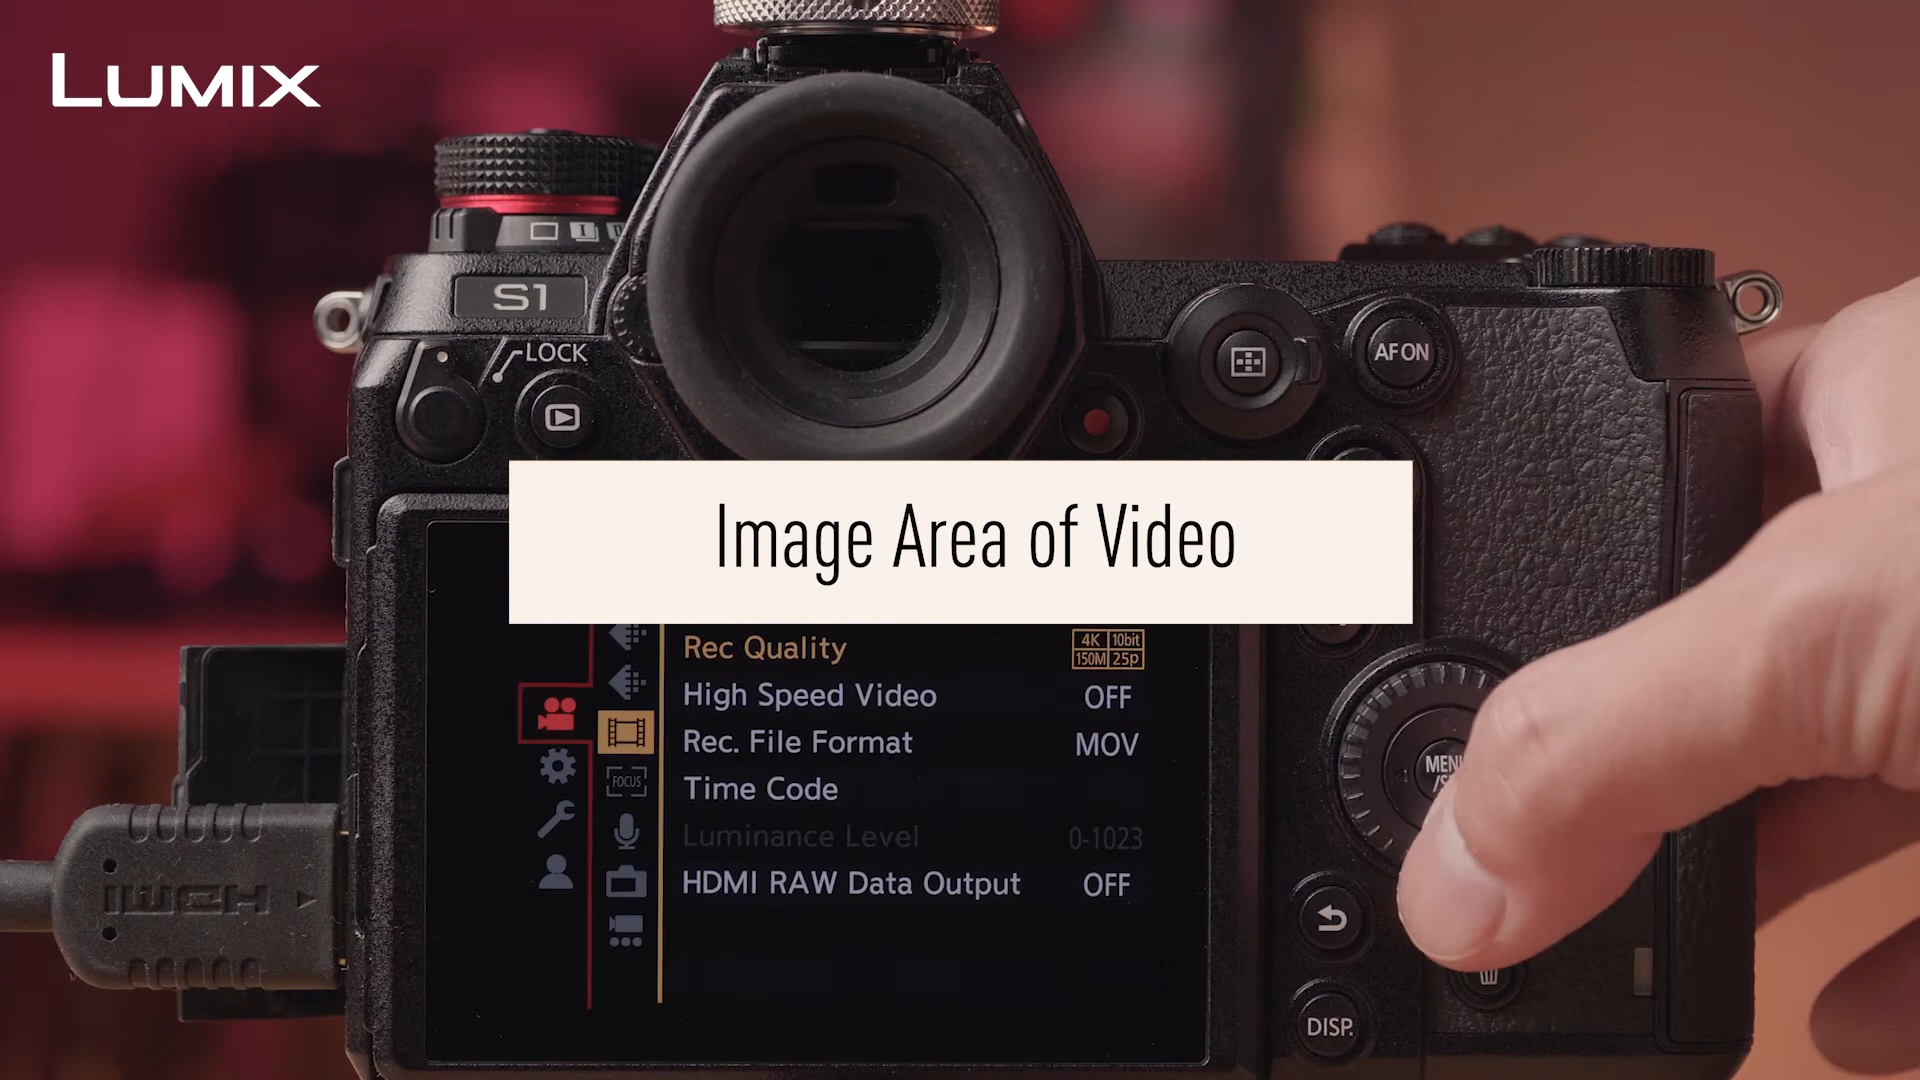 LUMIX
S1
LOCK
AF ON
Image Area of Video
Rec Quality
4K 10bit
150M 25p
High Speed Video OFF
Rec. File Format MOV
Time Code
FOCUS
Luminance Level 0-1023
HDMI RAW Data Output OFF
HDMI
DISP.